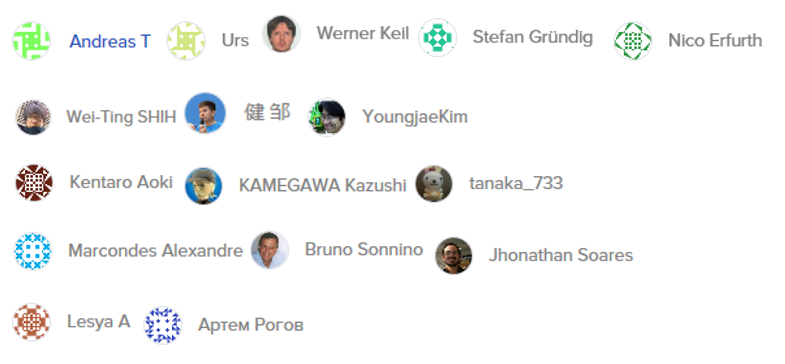 Andreas T Urs Werner Keil Stefan Gründig Nico Erfurth
Wei-Ting SHIH 健 邹 YoungjaeKim
Kentaro Aoki KAMEGAWA Kazushi tanaka_733
Marcondes Alexandre Bruno Sonnino Jhonathan Soares
Lesya A Артем Рогов